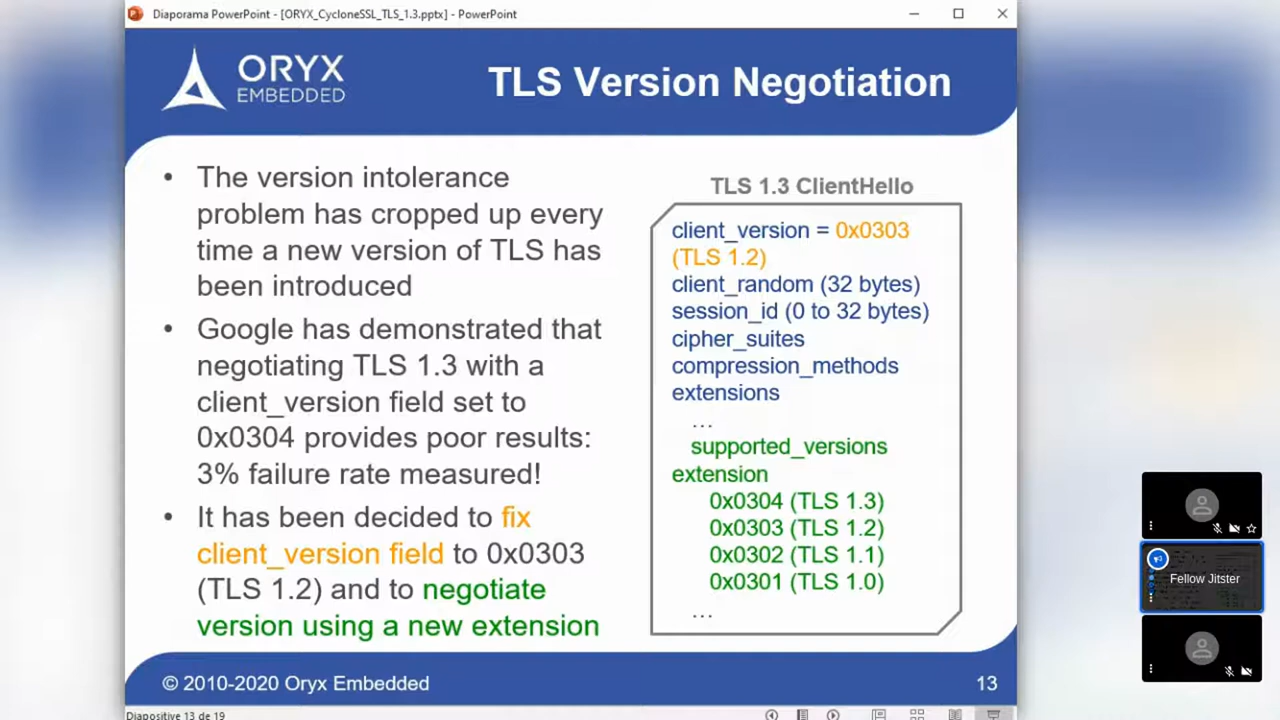 Diaporama PowerPoint - [ORYX_CycloneSSL_TLS_1.3.pptx] - PowerPoint
ORYX
EMBEDDED
TLS Version Negotiation
• The version intolerance
problem has cropped up every
time a new version of TLS has
been introduced
• Google has demonstrated that
negotiating TLS 1.3 with a
client_version field set to
0x0304 provides poor results:
3% failure rate measured!
• It has been decided to fix
client_version field to 0x0303
(TLS 1.2) and to negotiate
version using a new extension
TLS 1.3 ClientHello
client_version = 0x0303
(TLS 1.2)
client_random (32 bytes)
session_id (0 to 32 bytes)
cipher_suites
compression_methods
extensions
...
supported_versions
extension
0x0304 (TLS 1.3)
0x0303 (TLS 1.2)
0x0302 (TLS 1.1)
0x0301 (TLS 1.0)
...
Fellow Jitster
© 2010-2020 Oryx Embedded
13
Diapositive 13 de 19